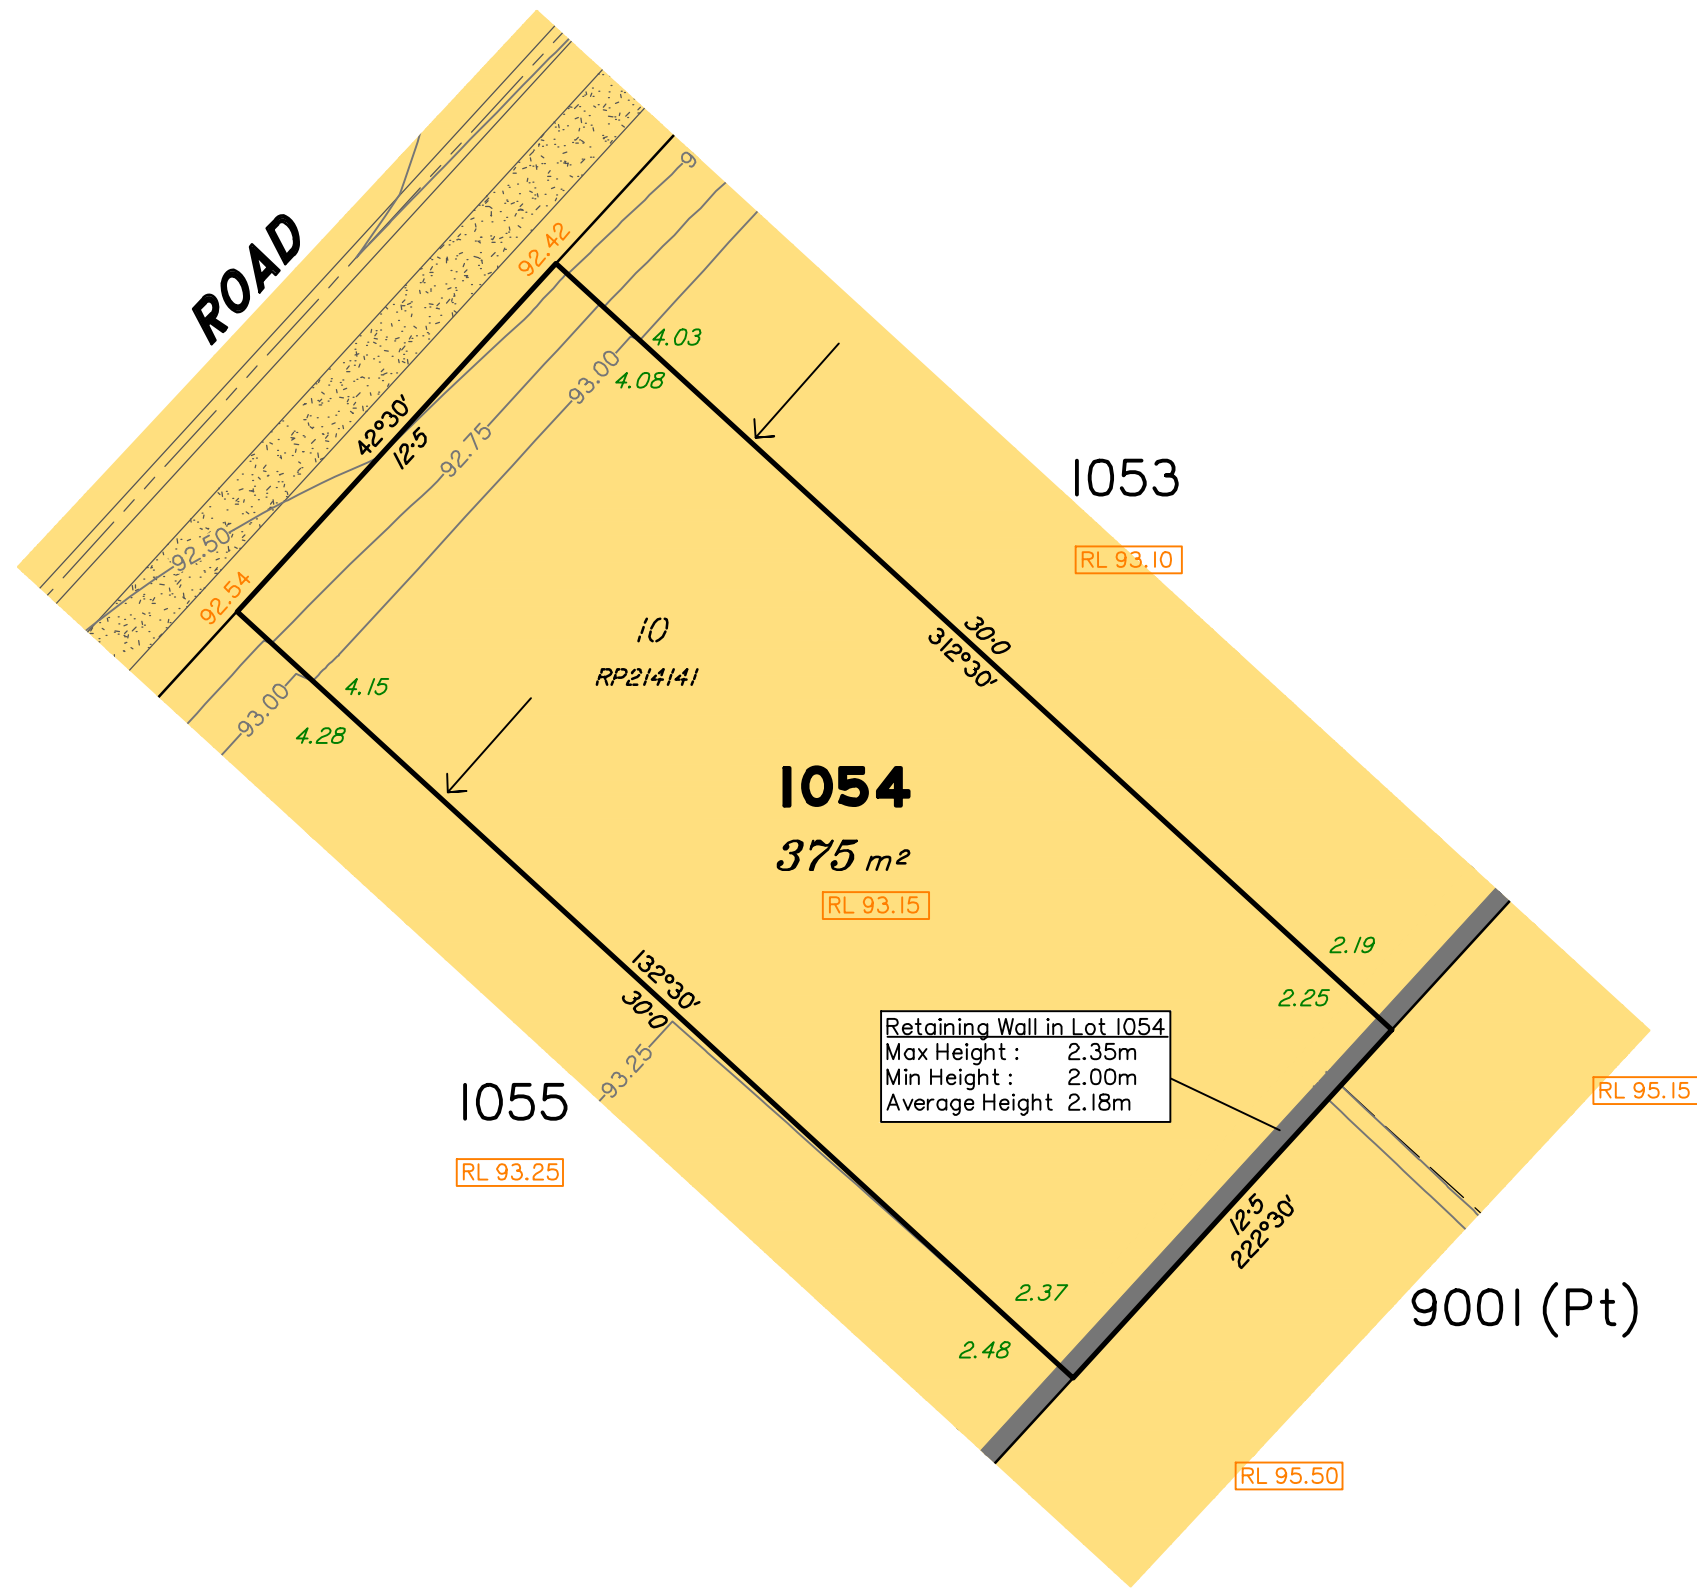 9
ROAD
92.42
4.03
4.08
93.00
42°30'
12·5
92.75
1053
RL 93.10
92.50
92.54
10
RP214141
30·0
312°30'
4.15
93.00
4.28
1054
375 m²
RL 93.15
2.19
2.25
132°30'
30·0
Retaining Wall in Lot 1054
Max Height : 2.35m
Min Height : 2.00m
Average Height 2.18m
93.25
1055
RL 93.25
RL 95.15
12·5
222°30'
2.37
2.48
9001 (Pt)
RL 95.50